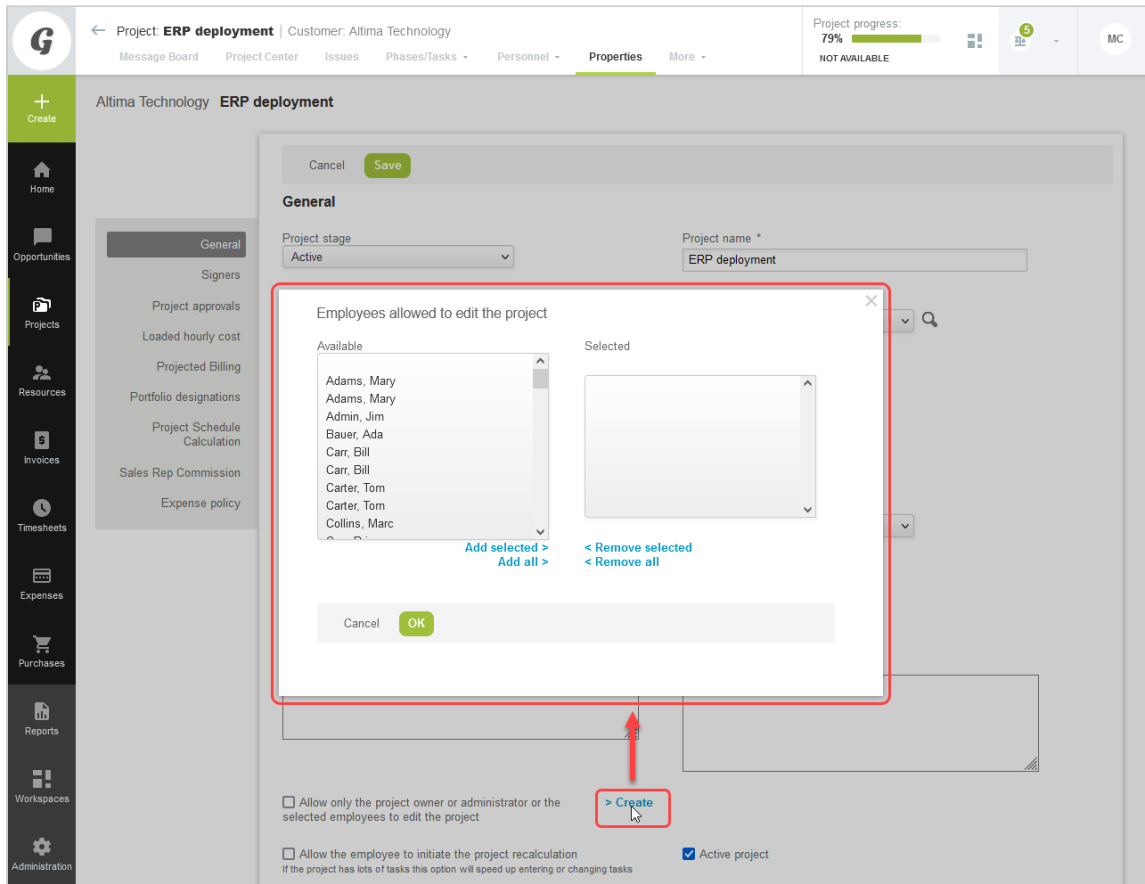 G
← Project: ERP deployment | Customer: Altima Technology
Message Board Project Center Issues Phases/Tasks Personnel Properties More
Project progress:
79%
NOT AVAILABLE
5
MC
Create
Home
Opportunities
Projects
Resources
Invoices
Timesheets
Expenses
Purchases
Reports
Workspaces
Administration
Altima Technology ERP deployment
General
Signers
Project approvals
Loaded hourly cost
Projected Billing
Portfolio designations
Project Schedule
Calculation
Sales Rep Commission
Expense policy
Cancel Save
General
Project stage
Active
Project name *
ERP deployment
Employees allowed to edit the project
Available
Adams, Mary
Adams, Mary
Admin, Jim
Bauer, Ada
Carr, Bill
Carr, Bill
Carter, Tom
Carter, Tom
Collins, Marc
Selected
Add selected >
Add all >
< Remove selected
< Remove all
Cancel OK
Allow only the project owner or administrator or the
selected employees to edit the project
> Create
Allow the employee to initiate the project recalculation
If the project has lots of tasks this option will speed up entering or changing tasks
Active project